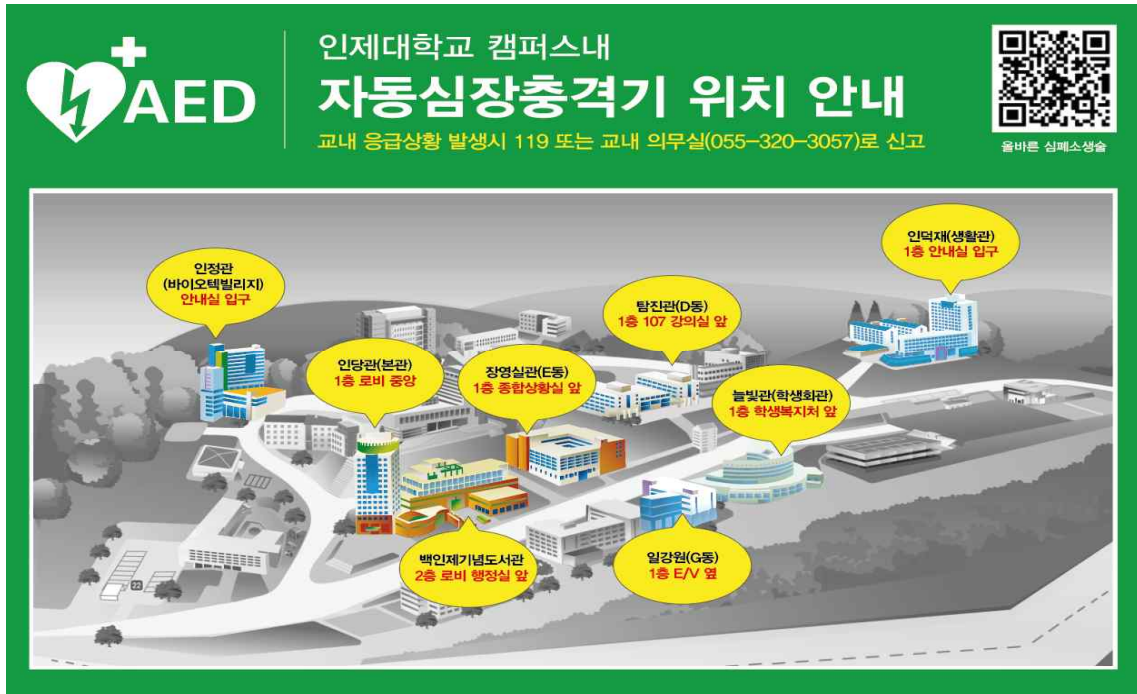 AED
인제대학교 캠퍼스내
자동심장충격기 위치 안내
교내 응급상황 발생시 119 또는 교내 의무실(055-320-3057)로 신고
올바른 심폐소생술
인덕재(생활관)
1층 안내실 입구
인정관
(바이오텍빌리지)
안내실 입구
탐진관(D동)
1층 107 강의실 앞
인당관(본관)
1층 로비 중앙
장영실관(E동)
1층 종합상황실 앞
늘빛관(학생회관)
1층 학생복지처 앞
백인제기념도서관
2층 로비 행정실 앞
일강원(G동)
1층 E/V 옆